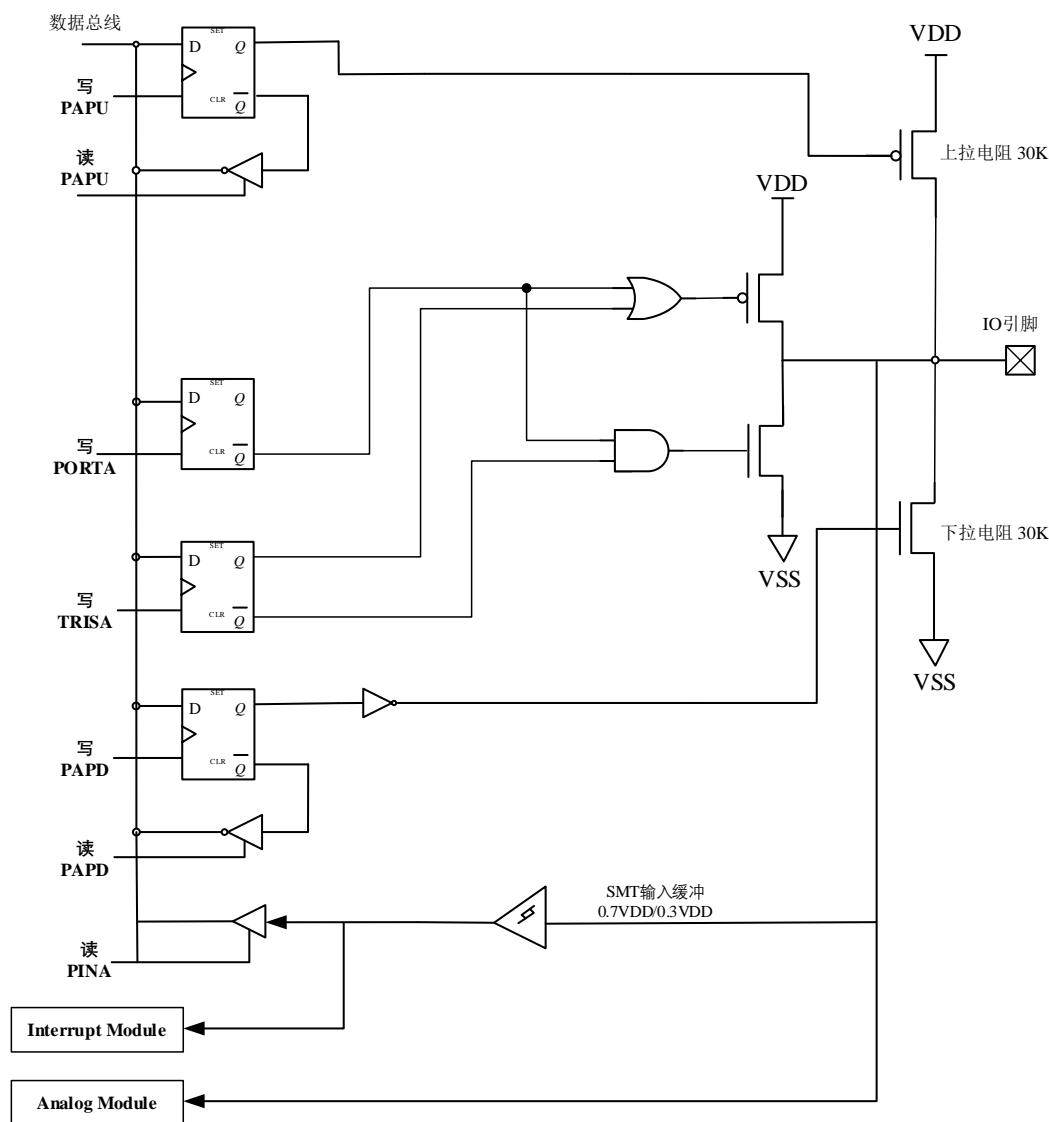 数据总线
SET
D
Q
VDD
写
PAPU
CLR
Q
读
PAPU
上拉电阻 30K
VDD
IO引脚
SET
D
Q
写
PORTA
CLR
Q
SET
D
Q
写
TRISA
CLR
Q
VSS
下拉电阻 30K
VSS
SET
D
Q
写
PAPD
CLR
Q
读
PAPD
SMT输入缓冲
0.7VDD/0.3VDD
读
PINA
Interrupt Module
Analog Module